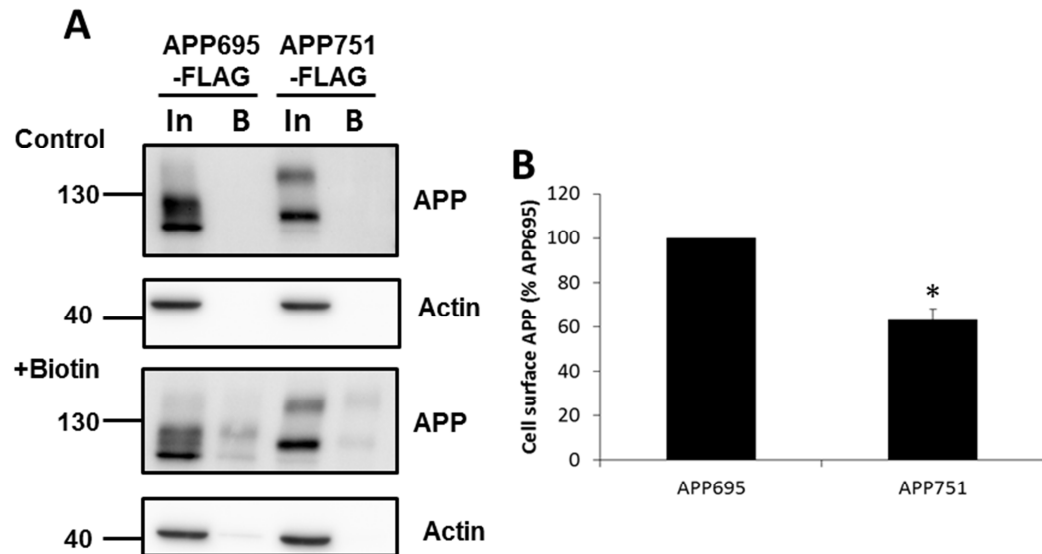 A
APP695 -FLAG
APP751 -FLAG
In B In B
Control
130
APP
40
Actin
+Biotin
130
APP
40
Actin
B
Cell surface APP (% APP695)
120
100
80
60
40
20
0
*
APP695 APP751